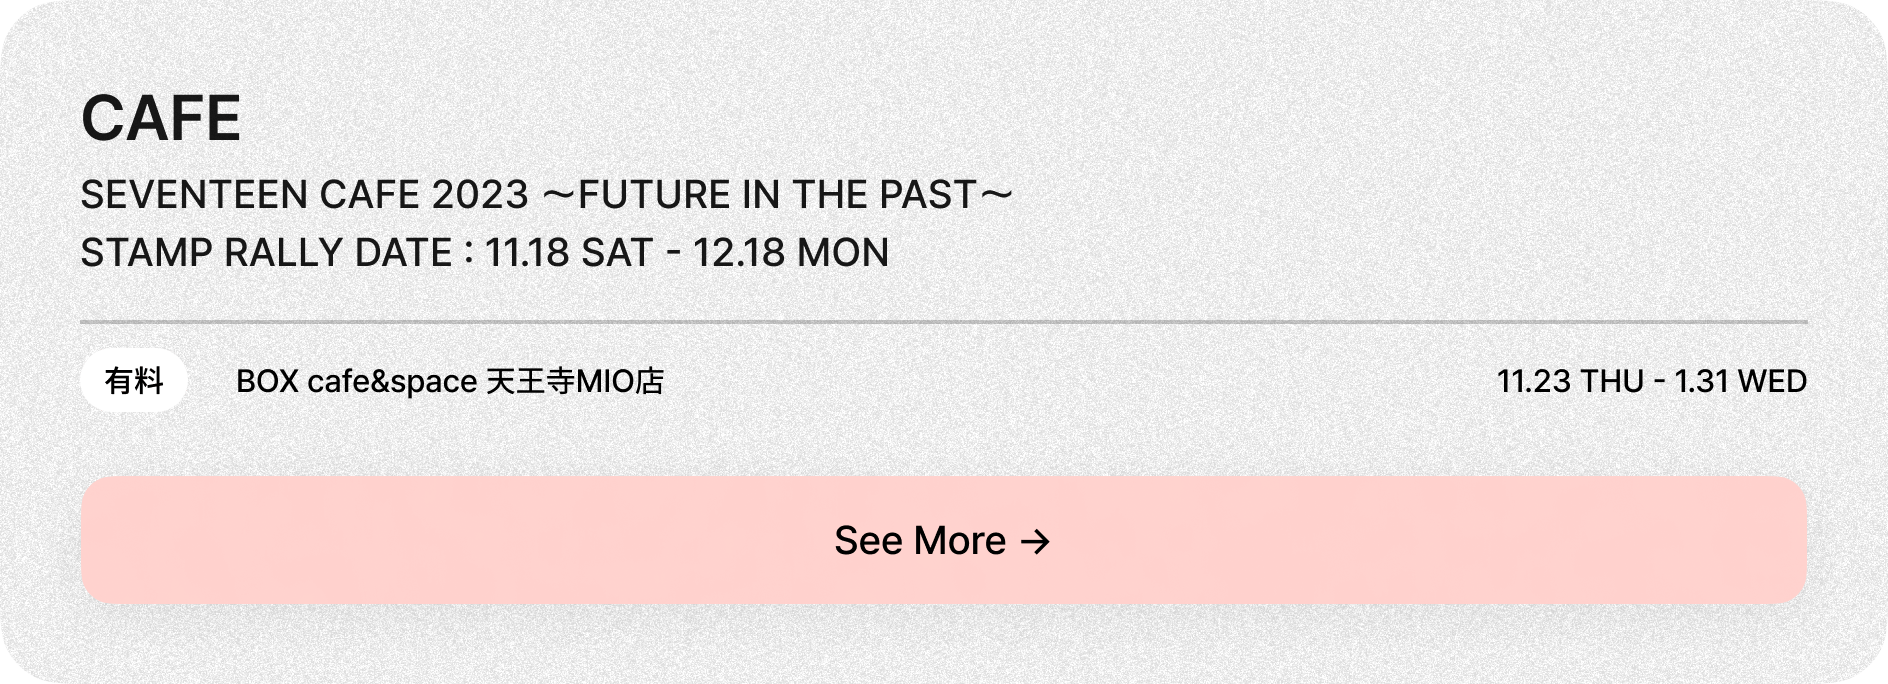 CAFE
SEVENTEEN CAFE 2023 〜FUTURE IN THE PAST〜
STAMP RALLY DATE : 11.18 SAT - 12.18 MON
有料 BOX cafe&space 天王寺MIO店 11.23 THU - 1.31 WED
See More →